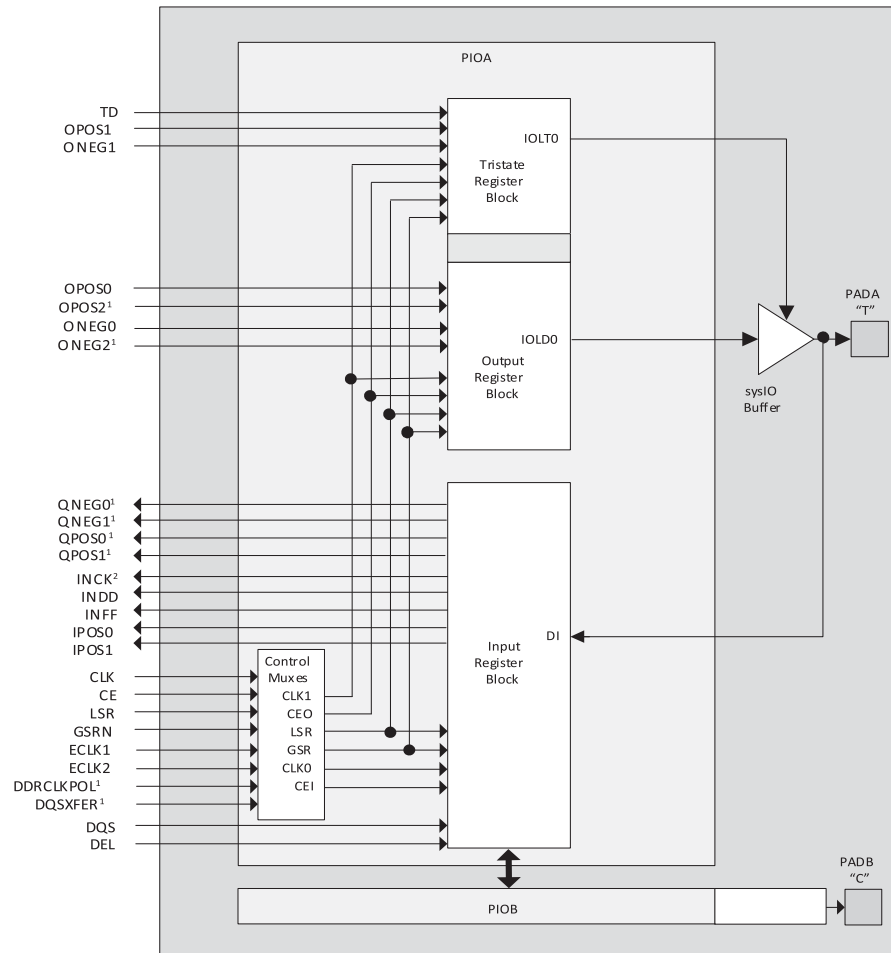 PIOA
TD
OPOS1
ONEG1
IOLT0
Tristate
Register
Block
OPOS0
OPOS2¹
ONEG0
ONEG2¹
IOLD0
Output
Register
Block
PADA
“T”
sysIO
Buffer
QNEG0¹
QNEG1¹
QPOS0¹
QPOS1¹
INCK²
INDD
INFF
IPOS0
IPOS1
DI
Input
Register
Block
CLK
CE
LSR
GSRN
ECLK1
ECLK2
DDRCLKPOL¹
DQSXFER¹
DQS
DEL
Control
Muxes
CLK1
CEO
LSR
GSR
CLK0
CEI
PADB
“C”
PIOB